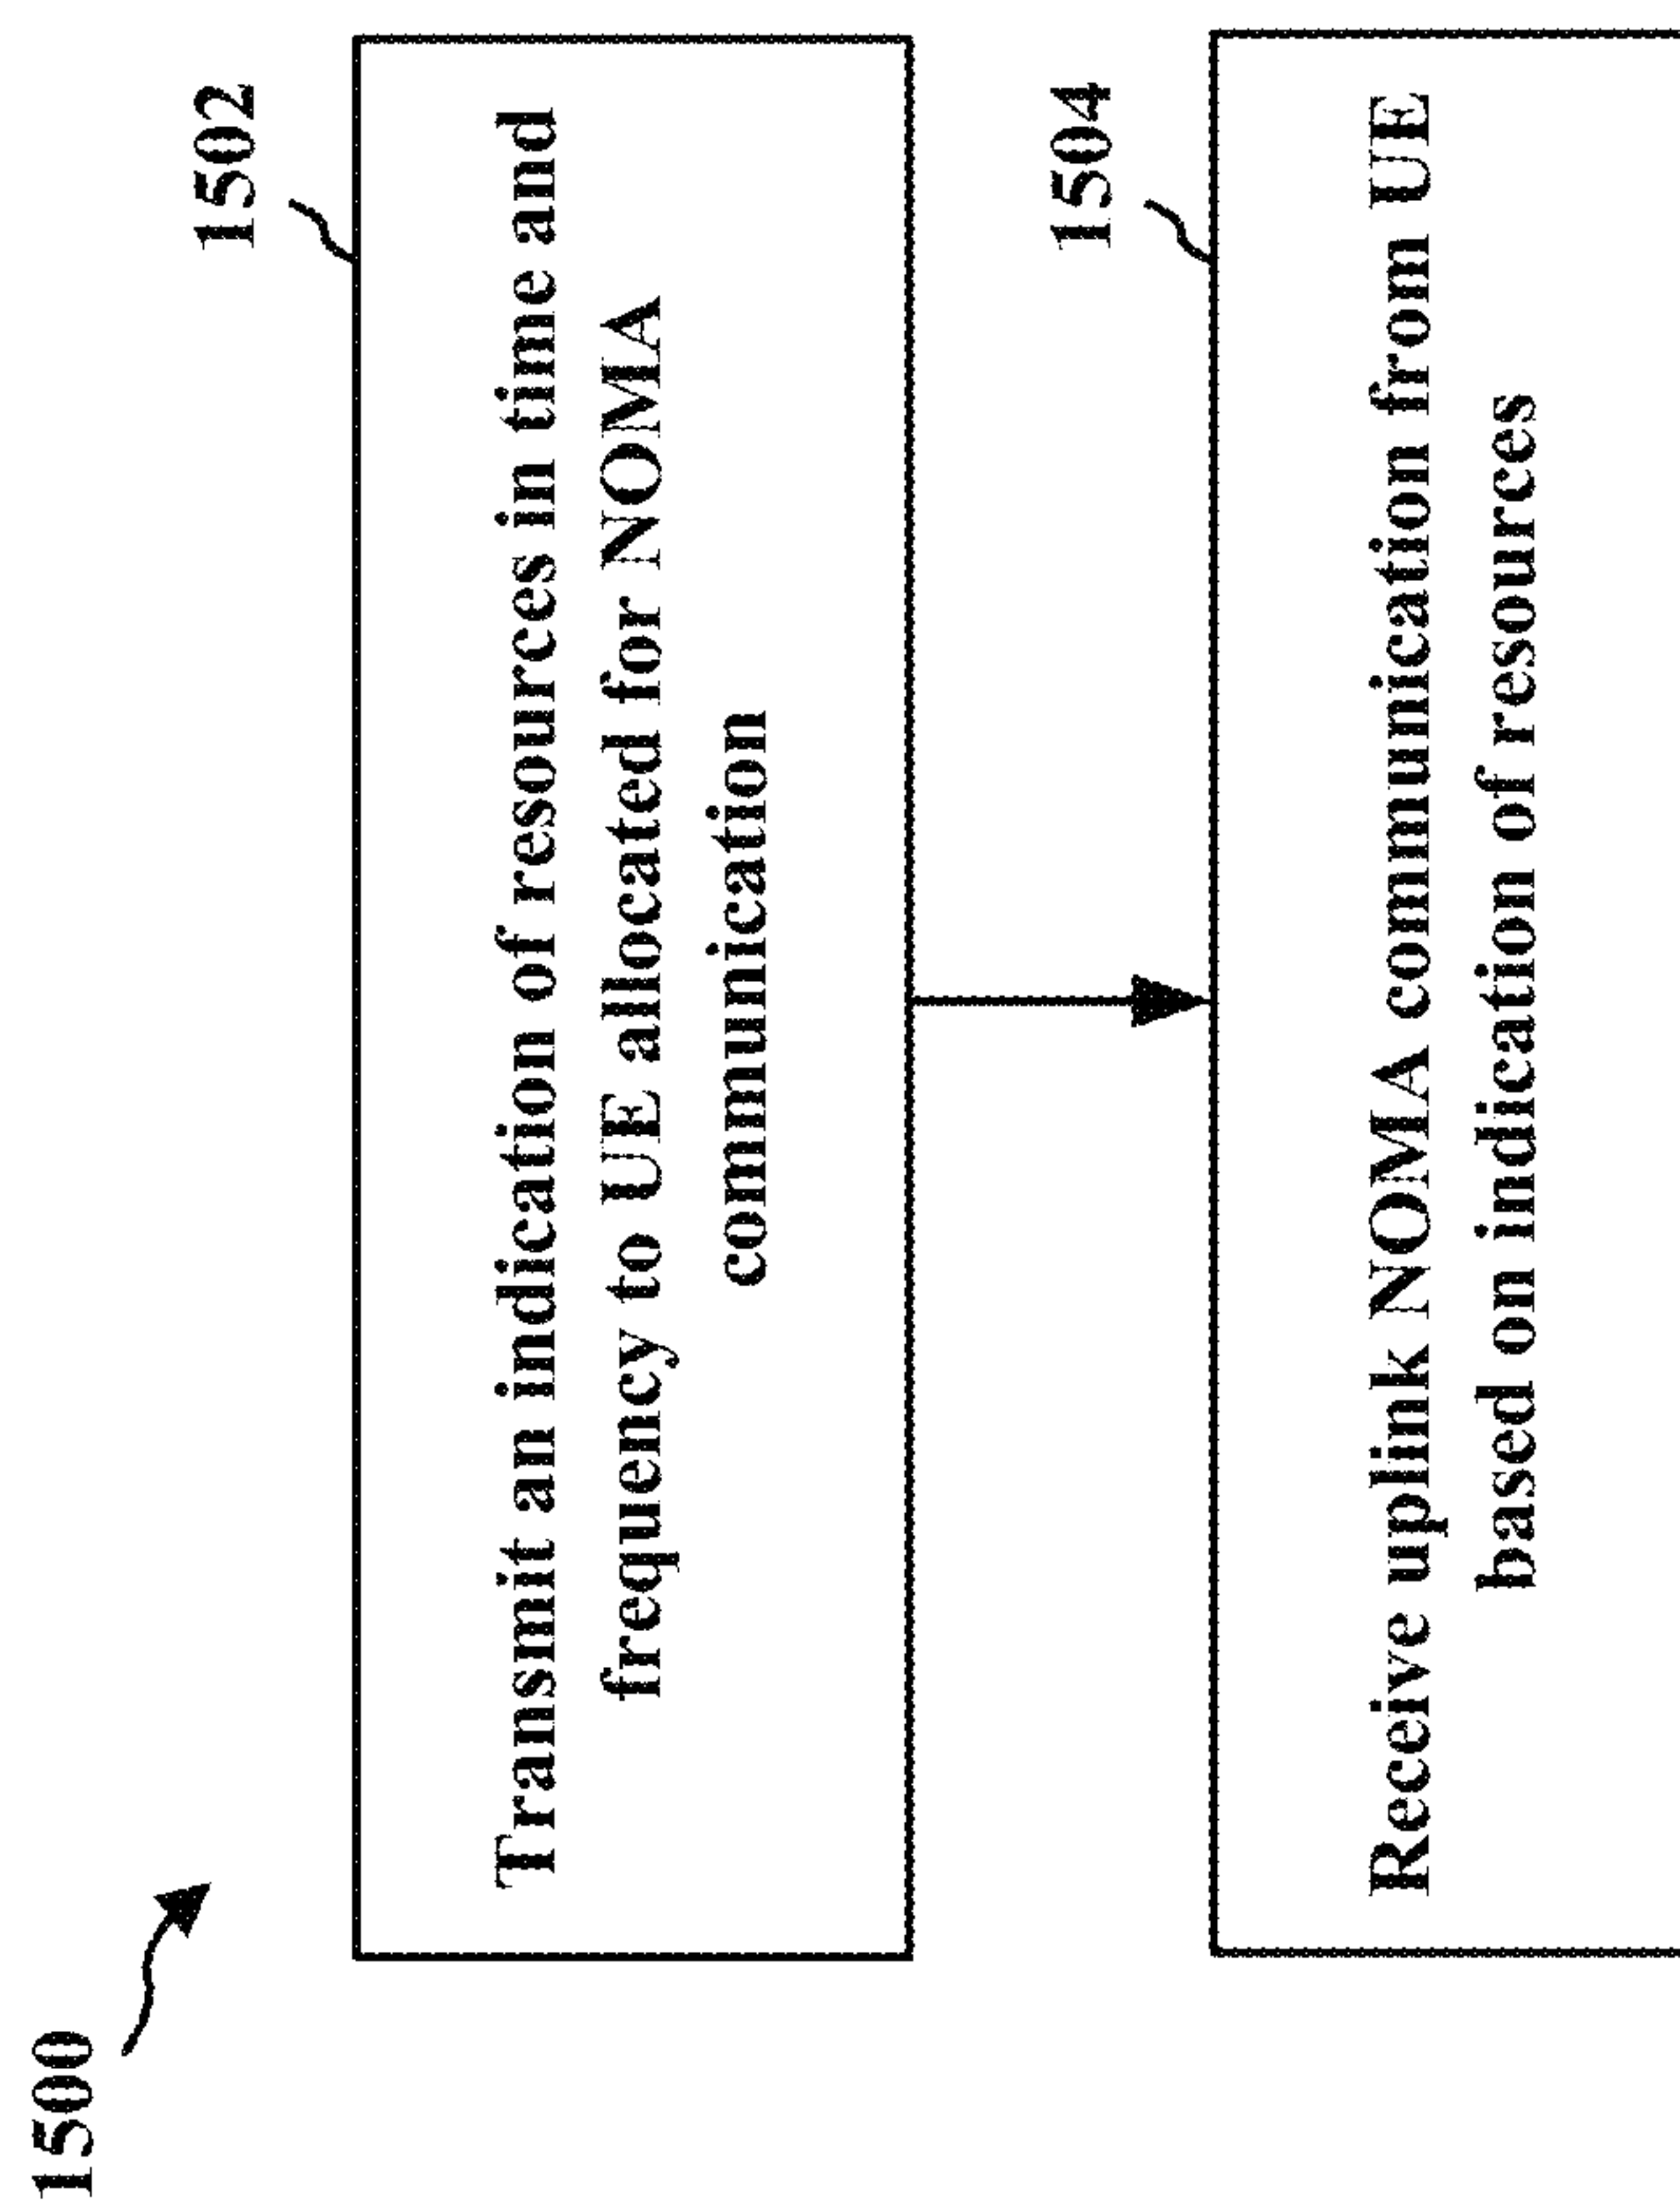 1500
1502
Transmit an indication of resources in time and
frequency to UE allocated for NOMA
communication
1504
Receive uplink NOMA communication from UE
based on indication of resources